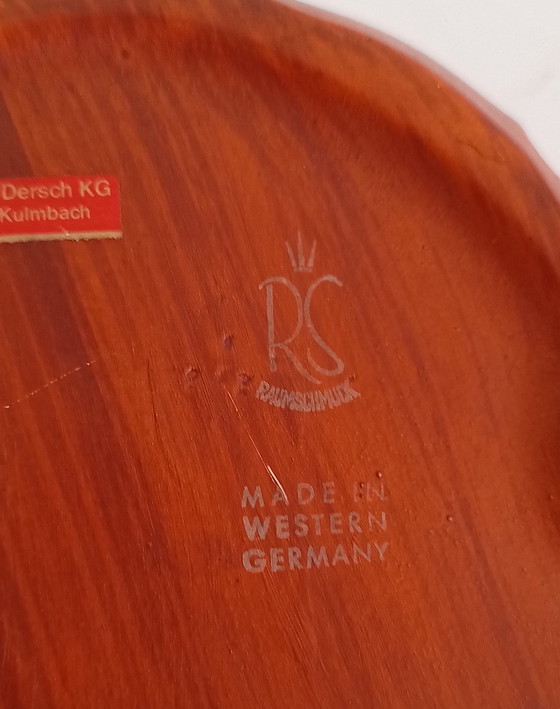 Dersch KG
Kulmbach
RS
RAUMSCHMUCK
MADE IN
WESTERN
GERMANY